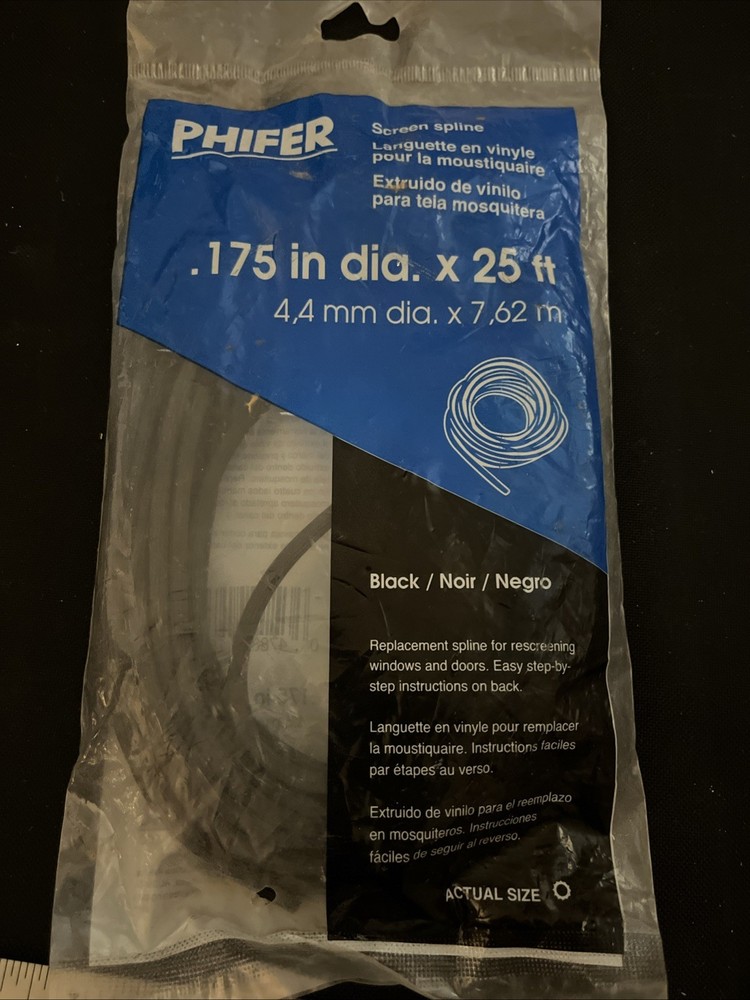 PHIFER
Screen spline
Languette en vinyle
pour la moustiquaire
Extruido de vinilo
para tela mosquitera
.175 in dia. x 25 ft
4,4 mm dia. x 7,62 m
Black / Noir / Negro
Replacement spline for rescreening
windows and doors. Easy step-by-
step instructions on back.
Languette en vinyle pour remplacer
la moustiquaire. Instructions faciles
par étapes au verso.
Extruido de vinilo para el reemplazo
en mosquiteros. Instrucciones
fáciles de seguir al reverso.
ACTUAL SIZE